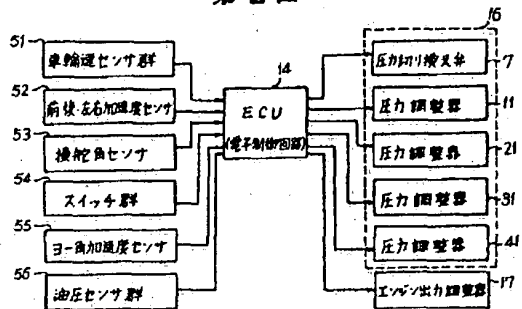 16
51
車輪速センサ群
52
前後・左右加速度センサ
53
操舵角センサ
54
スイッチ群
55
ヨー角加速度センサ
56
油圧センサ群
14
ECU
(電子制御回路)
圧力切り換え弁
7
圧力調整器
11
圧力調整器
21
圧力調整器
31
圧力調整器
41
エンジン出力調整器
17